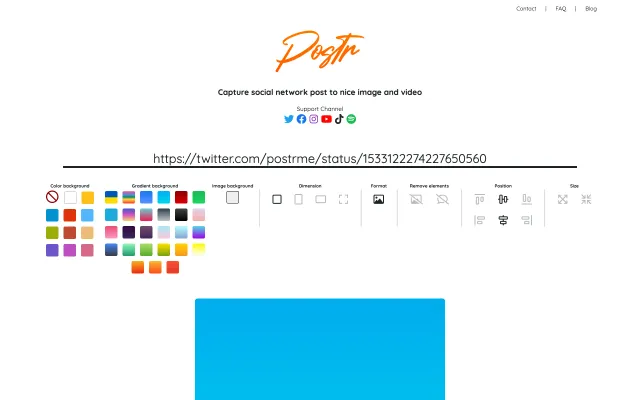 Contact | FAQ | Blog
Postr
Capture social network post to nice image and video
Support Channel
https://twitter.com/postrme/status/1533122274227650560
Color background Gradient background Image background Dimension Format Remove elements Position Size